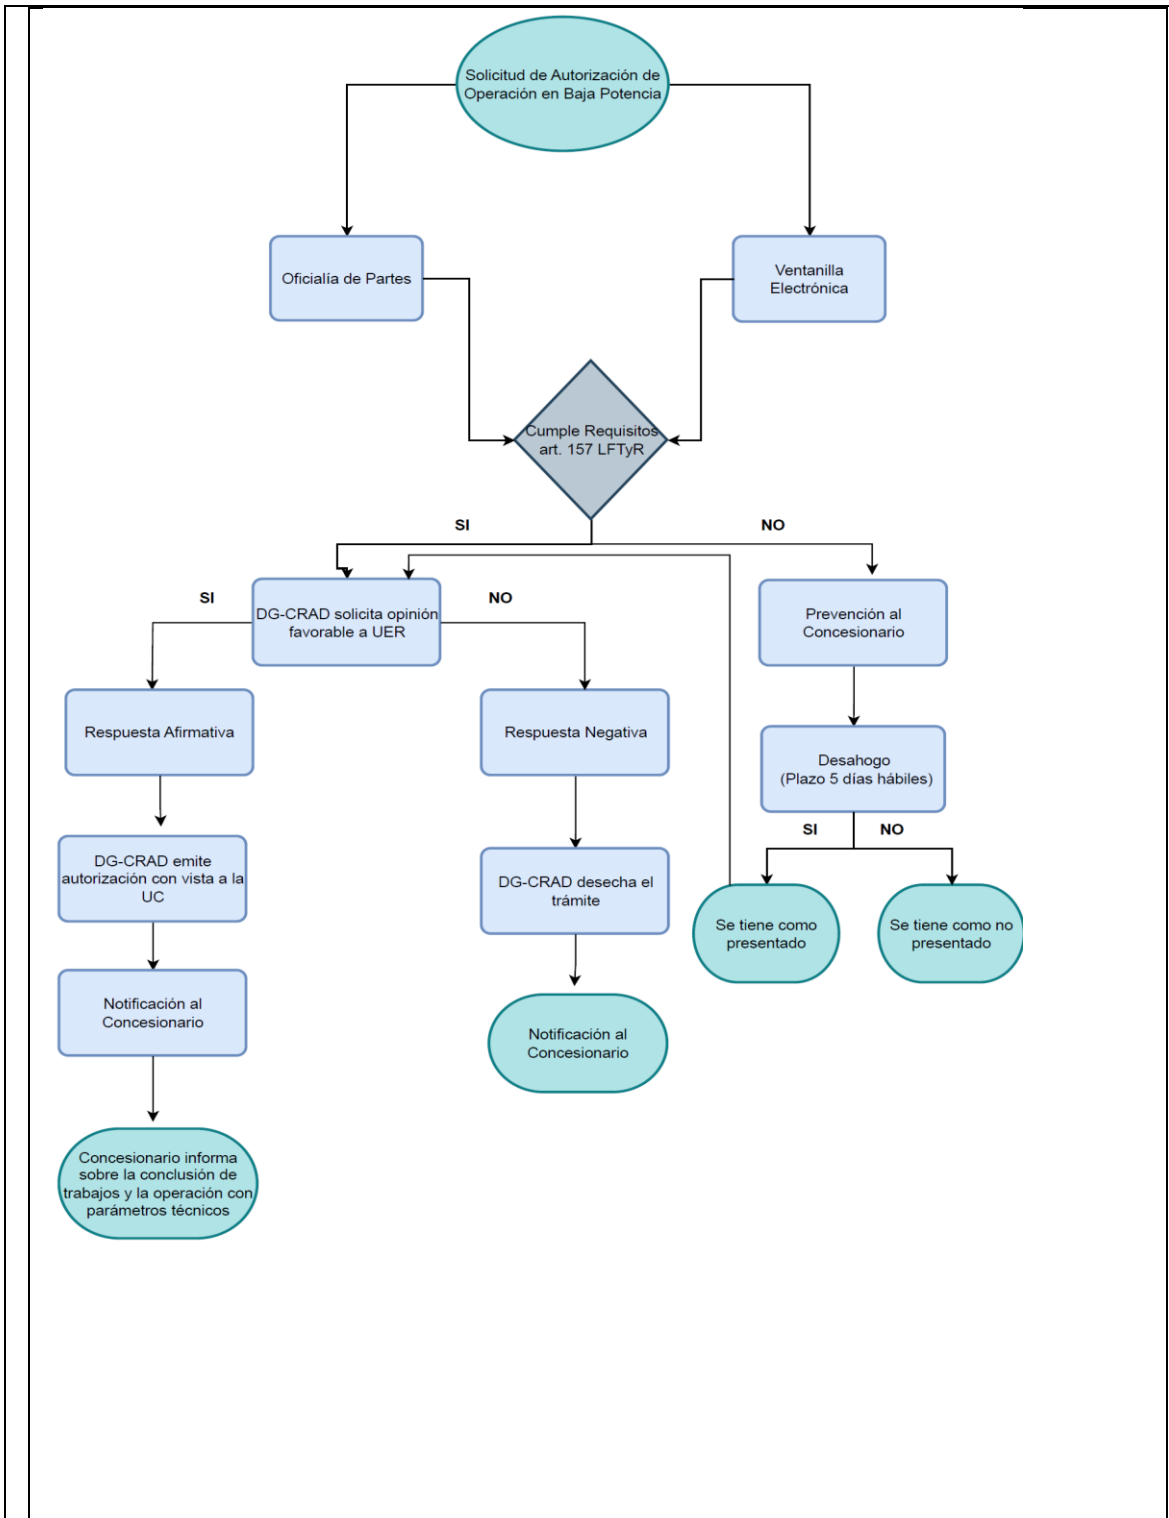 Solicitud de Autorización de
Operación en Baja Potencia
Oficialía de Partes
Ventanilla
Electrónica
Cumple Requisitos
art. 157 LFTyR
SI
NO
DG-CRAD solicita opinión
favorable a UER
SI
NO
Prevención al
Concesionario
Respuesta Afirmativa
Respuesta Negativa
Desahogo
(Plazo 5 días hábiles)
SI
NO
DG-CRAD emite
autorización con vista a la
UC
DG-CRAD desecha el
trámite
Se tiene como
presentado
Se tiene como no
presentado
Notificación al
Concesionario
Notificación al
Concesionario
Concesionario informa
sobre la conclusión de
trabajos y la operación con
parámetros técnicos